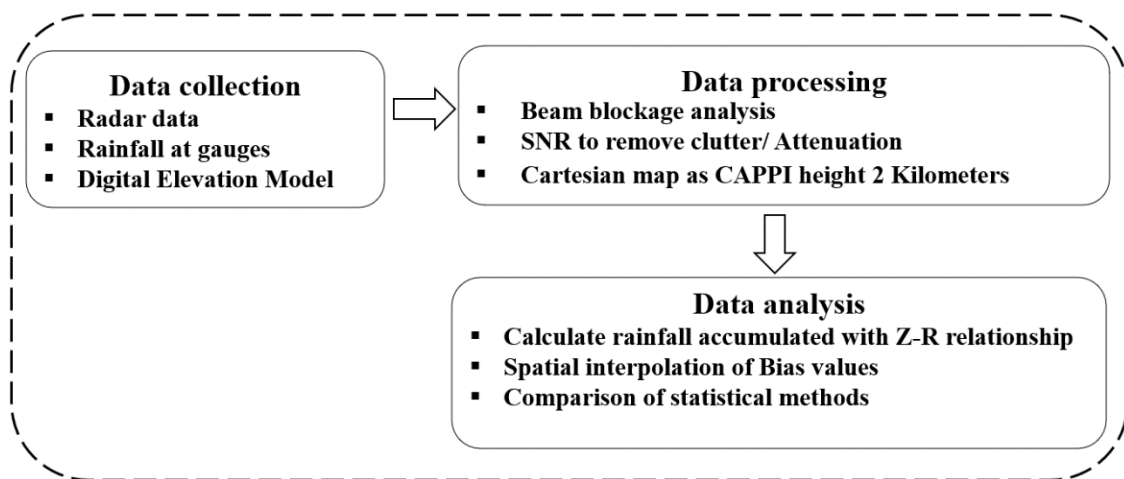 Data collection
▪ Radar data
▪ Rainfall at gauges
▪ Digital Elevation Model
Data processing
▪ Beam blockage analysis
▪ SNR to remove clutter/ Attenuation
▪ Cartesian map as CAPPI height 2 Kilometers
Data analysis
▪ Calculate rainfall accumulated with Z-R relationship
▪ Spatial interpolation of Bias values
▪ Comparison of statistical methods